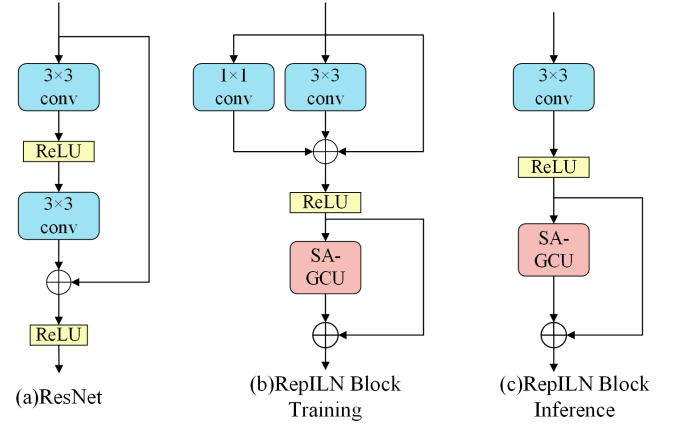 3×3
conv
ReLU
3×3
conv
ReLU
(a)ResNet
1×1
conv
3×3
conv
ReLU
SA-
GCU
(b)RepILN Block
Training
3×3
conv
ReLU
SA-
GCU
(c)RepILN Block
Inference